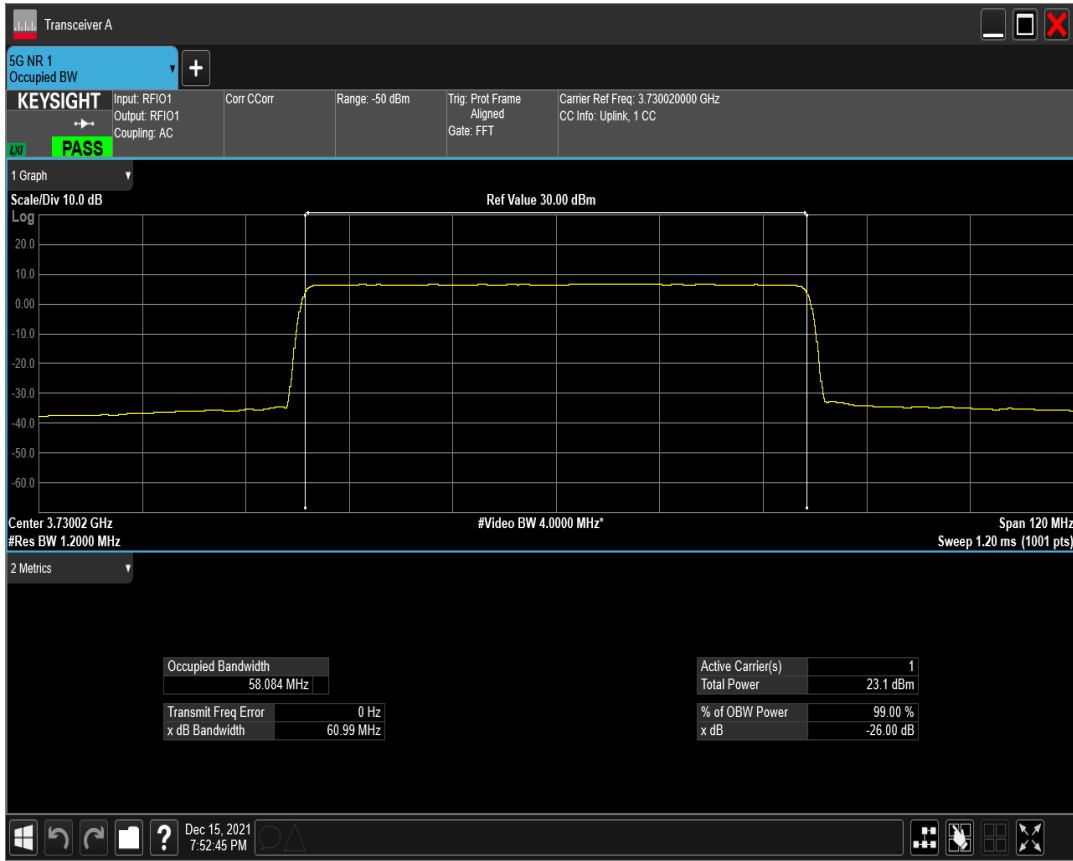 Transceiver A
5G NR 1
Occupied BW
KEYSIGHT
Input: RFIO1
Output: RFIO1
Coupling: AC
Corr CCorr
Range: -50 dBm
Trig: Prot Frame
Aligned
Gate: FFT
Carrier Ref Freq: 3.730020000 GHz
CC Info: Uplink, 1 CC
LXI
PASS
1 Graph
Scale/Div 10.0 dB
Ref Value 30.00 dBm
Log
20.0
10.0
0.00
-10.0
-20.0
-30.0
-40.0
-50.0
-60.0
Center 3.73002 GHz
#Video BW 4.0000 MHz*
Span 120 MHz
#Res BW 1.2000 MHz
Sweep 1.20 ms (1001 pts)
2 Metrics
Occupied Bandwidth
58.084 MHz
Transmit Freq Error 0 Hz
x dB Bandwidth 60.99 MHz
Active Carrier(s) 1
Total Power 23.1 dBm
% of OBW Power 99.00 %
x dB -26.00 dB
?
Dec 15, 2021
7:52:45 PM